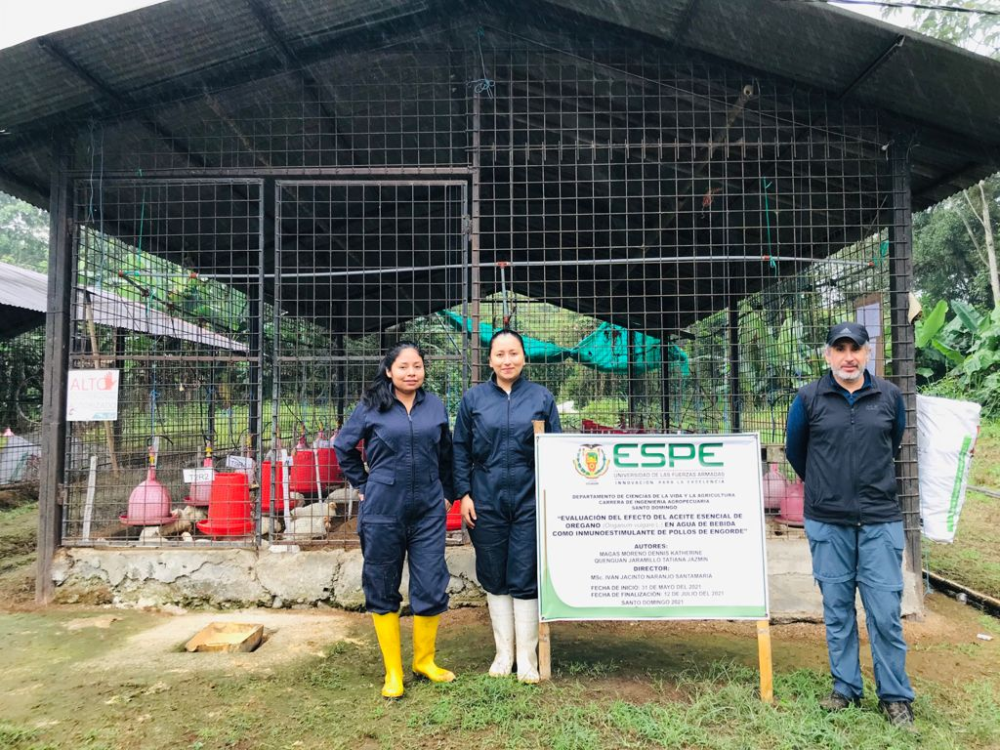 ALTO
T2R2
ESPE
UNIVERSIDAD DE LAS FUERZAS ARMADAS
INNOVACIÓN PARA LA EXCELENCIA
DEPARTAMENTO DE CIENCIAS DE LA VIDA Y LA AGRICULTURA
CARRERA DE INGENIERIA AGROPECUARIA
SANTO DOMINGO
"EVALUACIÓN DEL EFECTO DEL ACEITE ESENCIAL DE
OREGANO (Origanum vulgare L.) EN AGUA DE BEBIDA
COMO INMUNOESTIMULANTE DE POLLOS DE ENGORDE"
AUTORES:
MAGAS MORENO DENNIS KATHERINE
QUENGUAN JARAMILLO TATIANA JAZMIN
DIRECTOR:
MSc. IVÁN JACINTO NARANJO SANTAMARIA
FECHA DE INICIO: 31 DE MAYO DEL 2021
FECHA DE FINALIZACIÓN: 12 DE JULIO DEL 2021
SANTO DOMINGO 2021